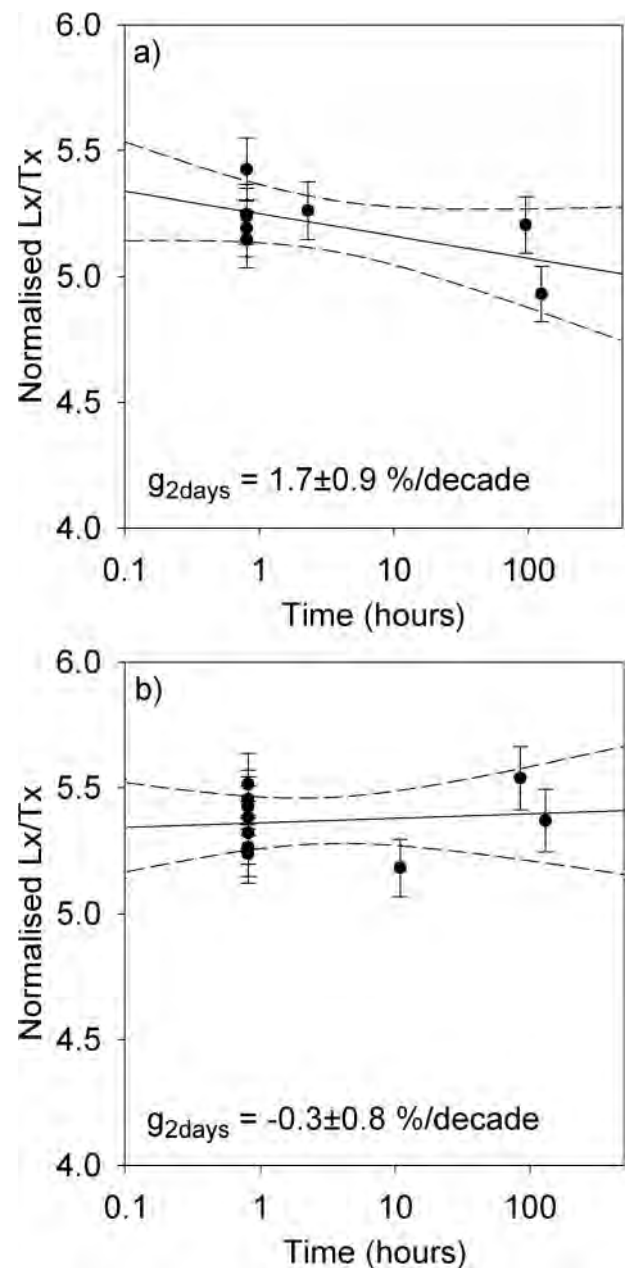 a)
6.0
5.5
5.0
4.5
4.0
Normalised Lx/Tx
g2days = 1.7±0.9 %/decade
0.1 1 10 100
Time (hours)
b)
6.0
5.5
5.0
4.5
4.0
Normalised Lx/Tx
g2days = -0.3±0.8 %/decade
0.1 1 10 100
Time (hours)